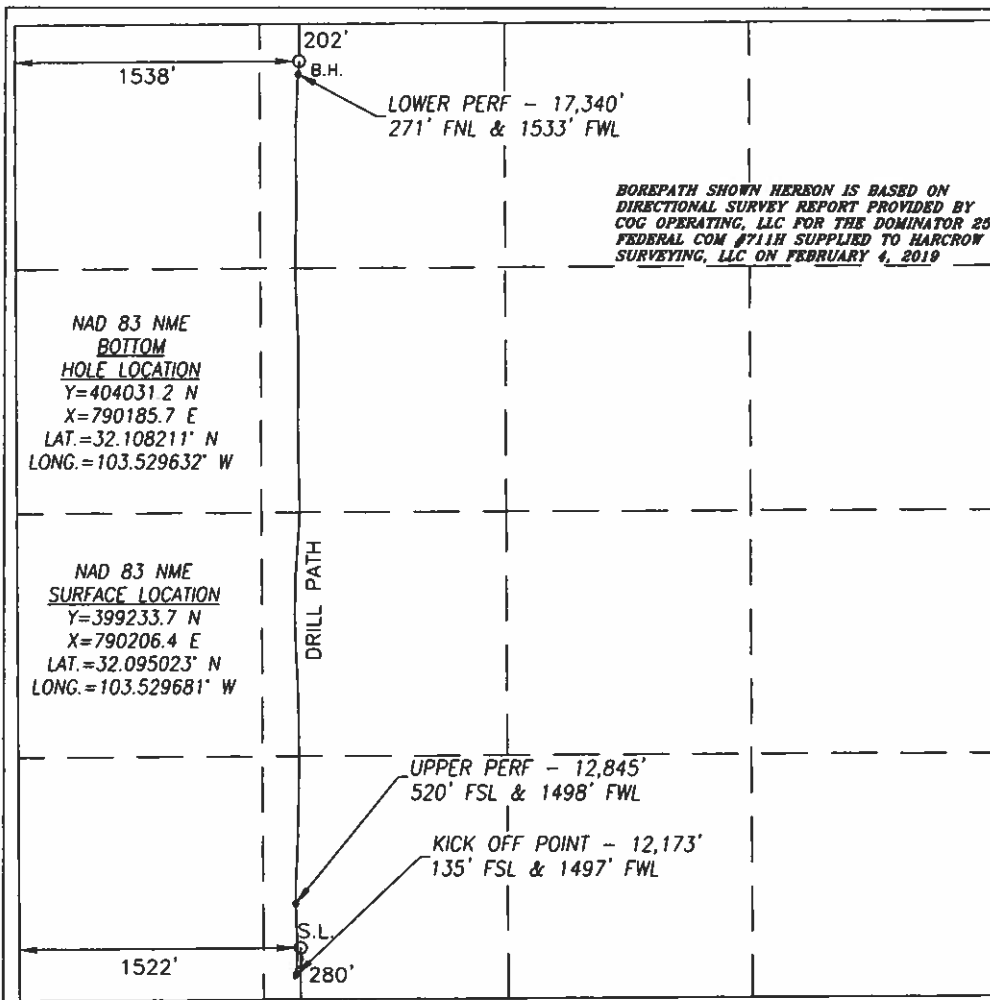 202'
1538'
B.H.
LOWER PERF - 17,340'
271' FNL & 1533' FWL
BOREPATH SHOWN HEREON IS BASED ON
DIRECTIONAL SURVEY REPORT PROVIDED BY
COG OPERATING, LLC FOR THE DOMINATOR 25
FEDERAL COM #711H SUPPLIED TO HARCROW
SURVEYING, LLC ON FEBRUARY 4, 2019
NAD 83 NME
BOTTOM
HOLE LOCATION
Y=404031.2 N
X=790185.7 E
LAT.=32.108211° N
LONG.=103.529632° W
DRILL PATH
NAD 83 NME
SURFACE LOCATION
Y=399233.7 N
X=790206.4 E
LAT.=32.095023° N
LONG.=103.529681° W
UPPER PERF - 12,845'
520' FSL & 1498' FWL
KICK OFF POINT - 12,173'
135' FSL & 1497' FWL
S.L.
1522'
280'